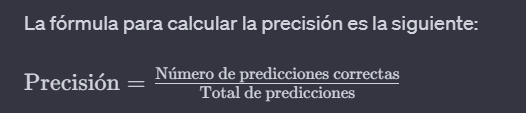 La fórmula para calcular la precisión es la siguiente:
Precisión = Número de predicciones correctas
Total de predicciones